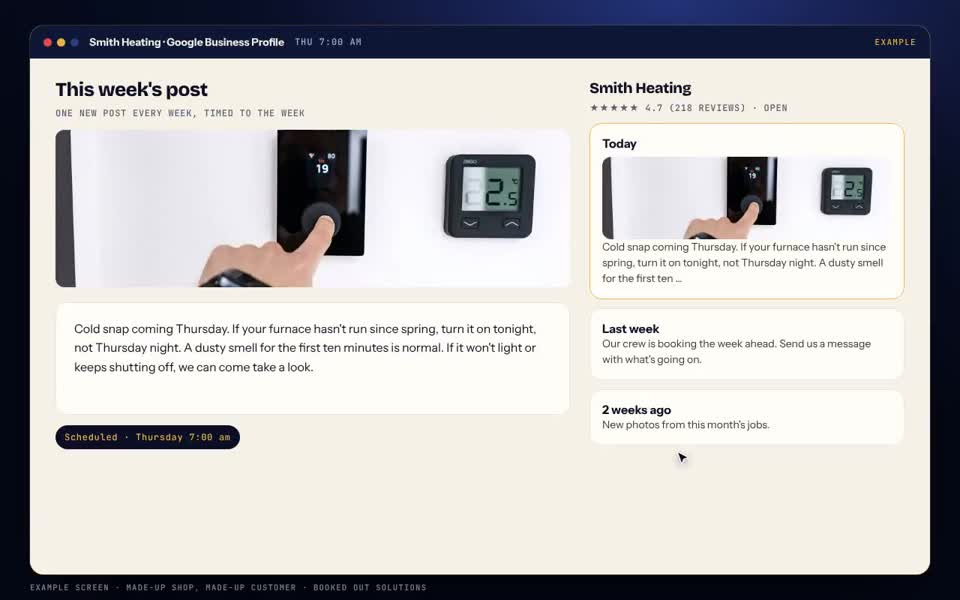 Smith Heating · Google Business Profile THU 7:00 AM
EXAMPLE
This week's post
ONE NEW POST EVERY WEEK, TIMED TO THE WEEK
80
19
22.5
Cold snap coming Thursday. If your furnace hasn't run since spring, turn it on tonight,
not Thursday night. A dusty smell for the first ten minutes is normal. If it won't light or
keeps shutting off, we can come take a look.
Scheduled · Thursday 7:00 am
Smith Heating
★★★★★ 4.7 (218 REVIEWS) · OPEN
Today
19
22.5
Cold snap coming Thursday. If your furnace hasn't run since
spring, turn it on tonight, not Thursday night. A dusty smell
for the first ten …
Last week
Our crew is booking the week ahead. Send us a message
with what's going on.
2 weeks ago
New photos from this month's jobs.
EXAMPLE SCREEN · MADE-UP SHOP, MADE-UP CUSTOMER · BOOKED OUT SOLUTIONS